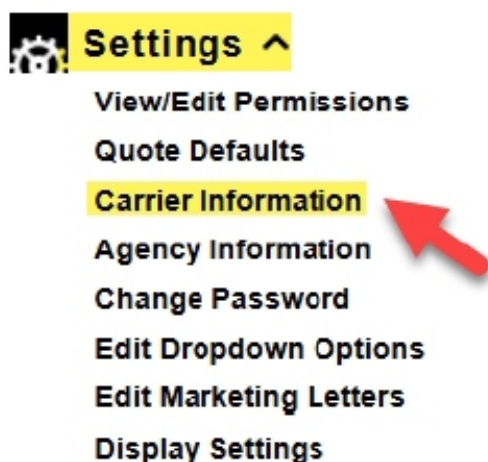 Settings
View/Edit Permissions
Quote Defaults
Carrier Information
Agency Information
Change Password
Edit Dropdown Options
Edit Marketing Letters
Display Settings